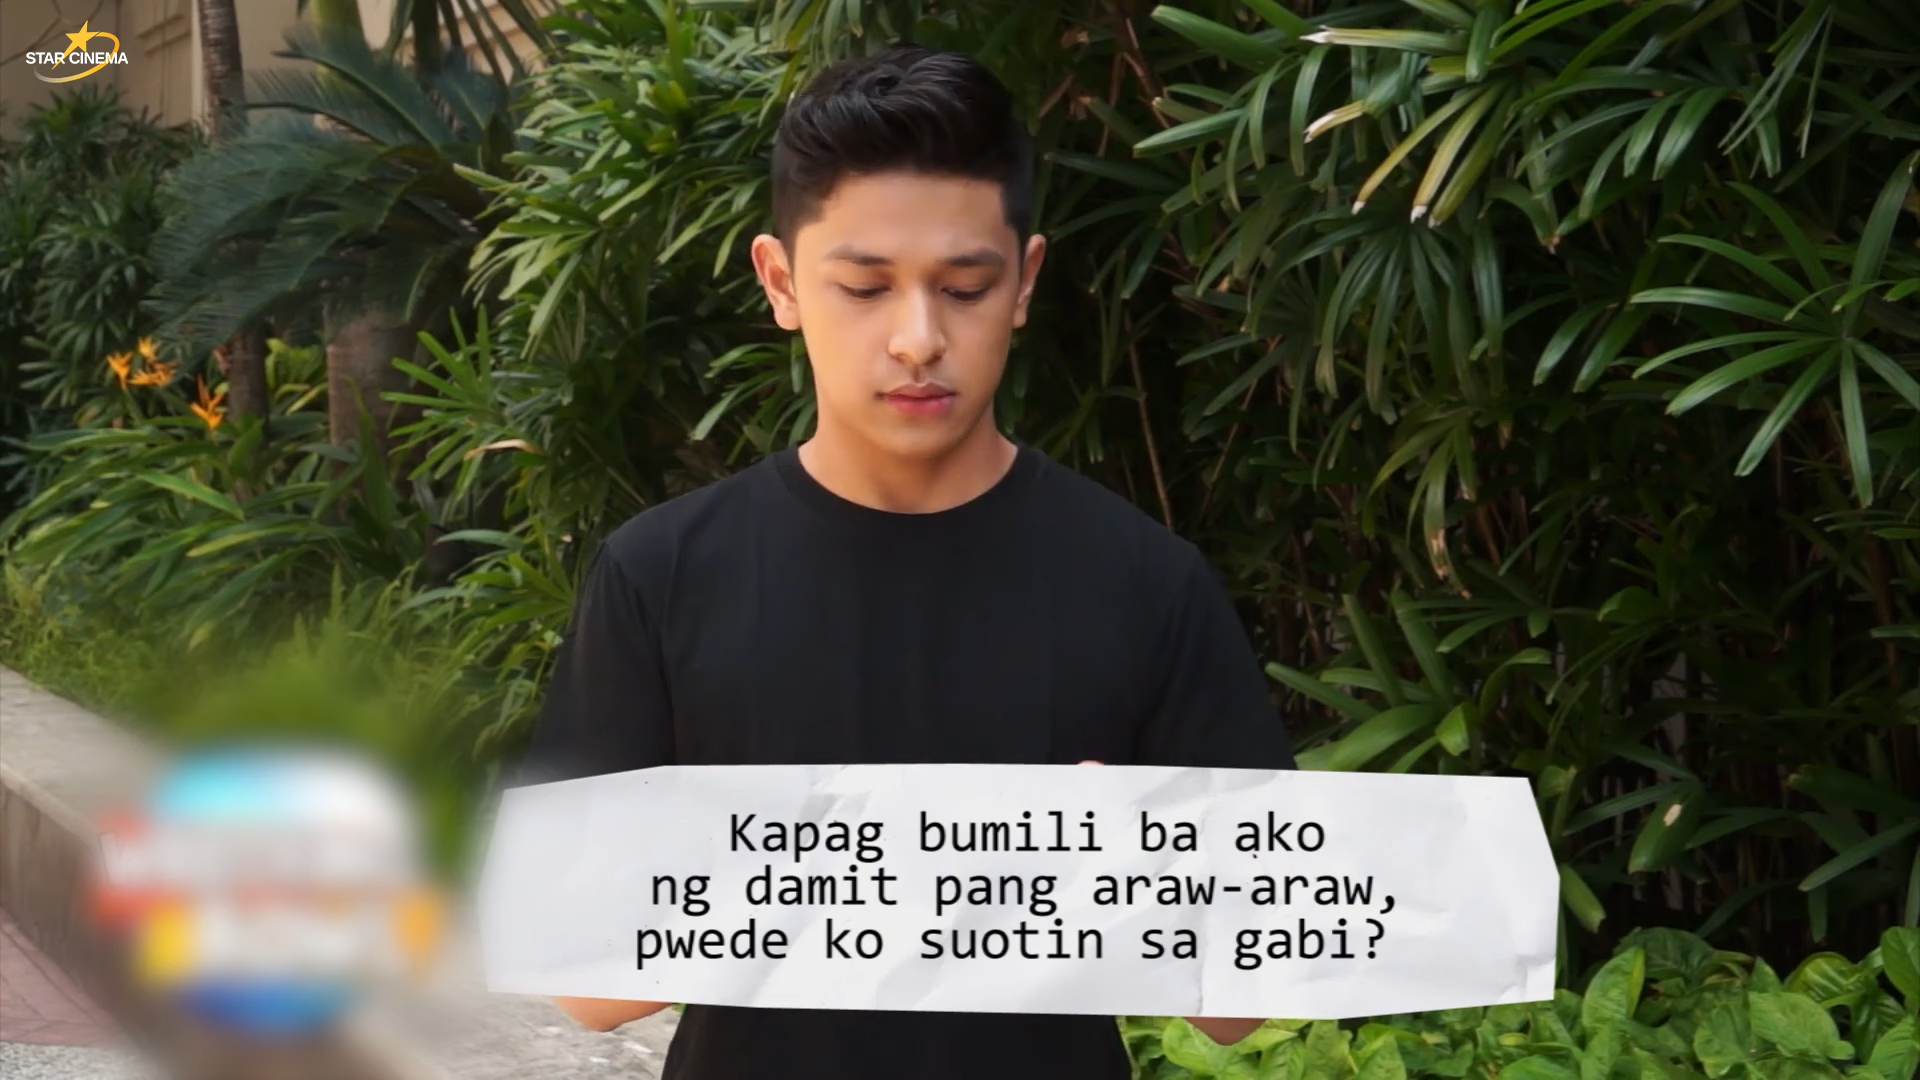 STAR CINEMA
Kapag bumili ba ako
ng damit pang araw-araw,
pwede ko suotin sa gabi?